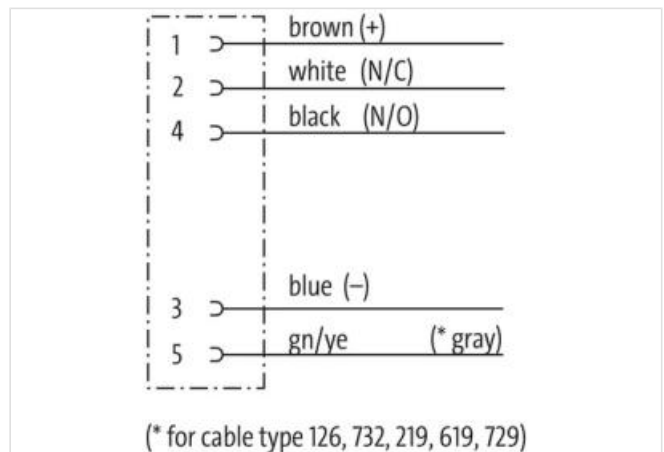 1 brown (+)
2 white (N/C)
4 black (N/O)
3 blue (–)
5 gn/ye (* gray)
(* for cable type 126, 732, 219, 619, 729)